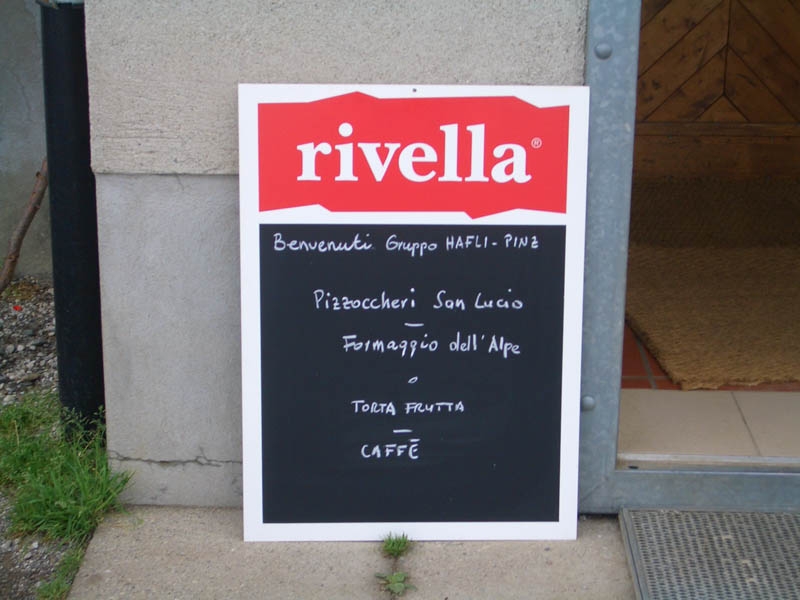 rivella®
Benvenuti Gruppo HAFLI - PINZ
Pizzoccheri San Lucio
–
Formaggio dell'Alpe
o
TORTA FRUTTA
–
CAFFÈ